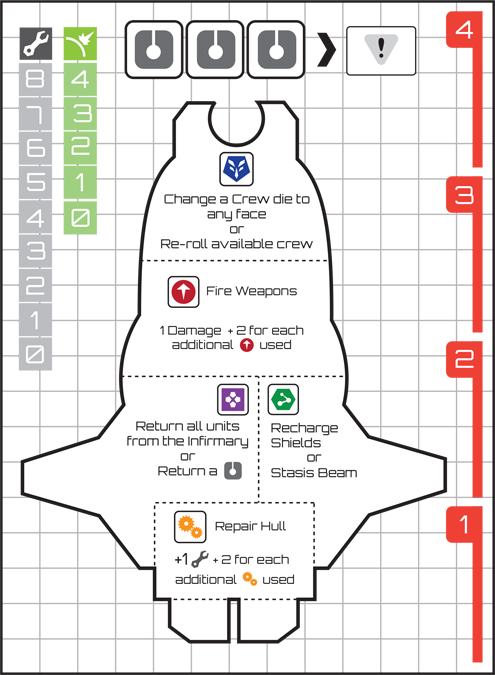 8
7
6
5
4
3
2
1
0
4
3
2
1
0
!
4
3
2
1
Change a Crew die to
any face
or
Re-roll available crew
Fire Weapons
1 Damage + 2 for each
additional used
Return all units
from the Infirmary
or
Return a
Recharge
Shields
or
Stasis Beam
Repair Hull
+1 + 2 for each
additional used